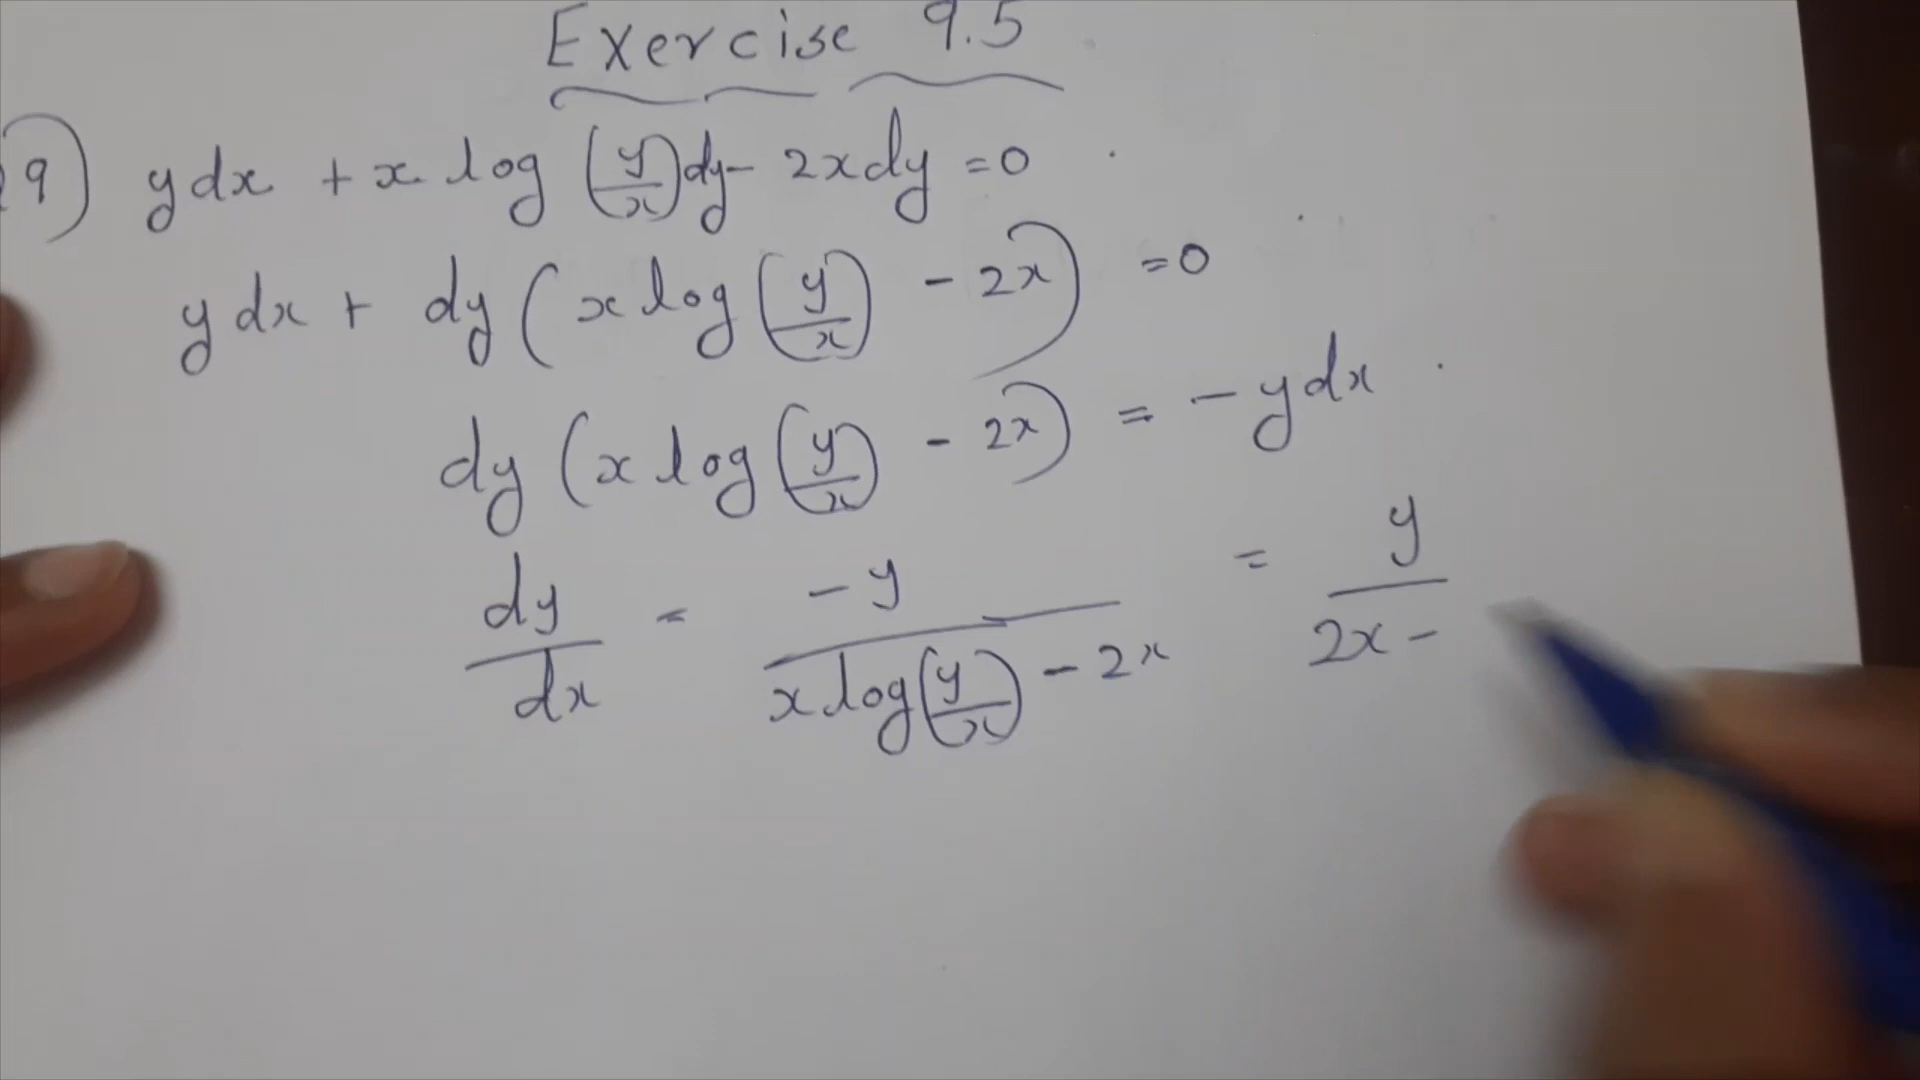 Exercise 9.5
9) ydx + x log (y/x) dy - 2xdy = 0
ydx + dy (x log (y/x) - 2x) = 0
dy (x log (y/x) - 2x) = - ydx
dy/dx = -y / x log (y/x) - 2x = y / 2x -